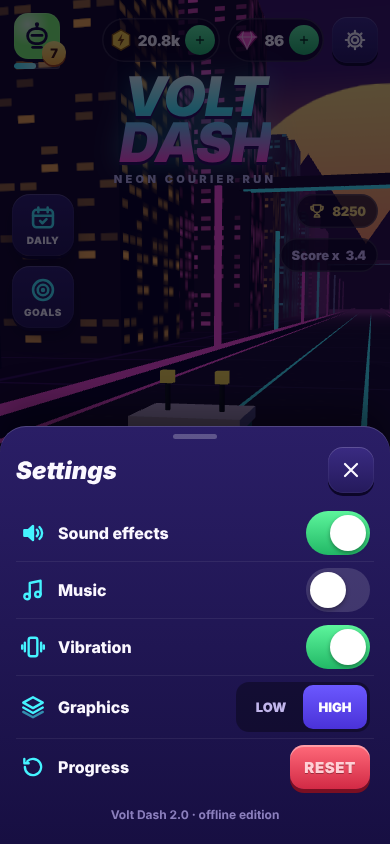 7
20.8k +
86 +
VOLT
DASH
NEON COURIER RUN
8250
DAILY
Score x 3.4
GOALS
Settings
Sound effects
Music
Vibration
Graphics LOW HIGH
Progress RESET
Volt Dash 2.0 · offline edition